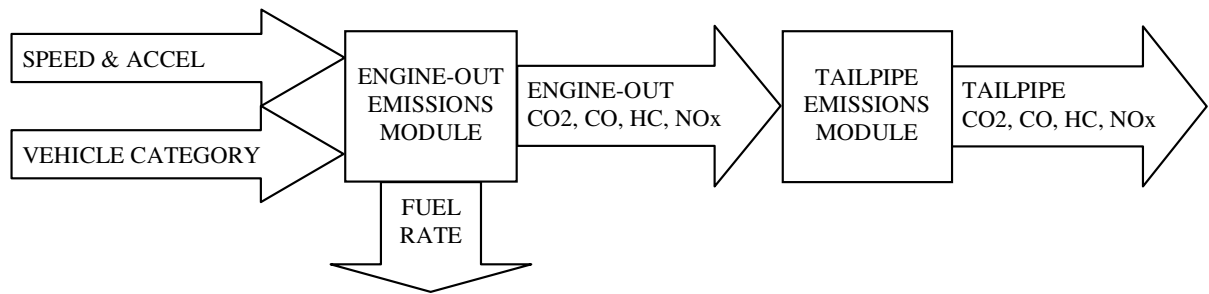 SPEED & ACCEL
VEHICLE CATEGORY
ENGINE-OUT
EMISSIONS
MODULE
FUEL
RATE
ENGINE-OUT
CO2, CO, HC, NOx
TAILPIPE
EMISSIONS
MODULE
TAILPIPE
CO2, CO, HC, NOx